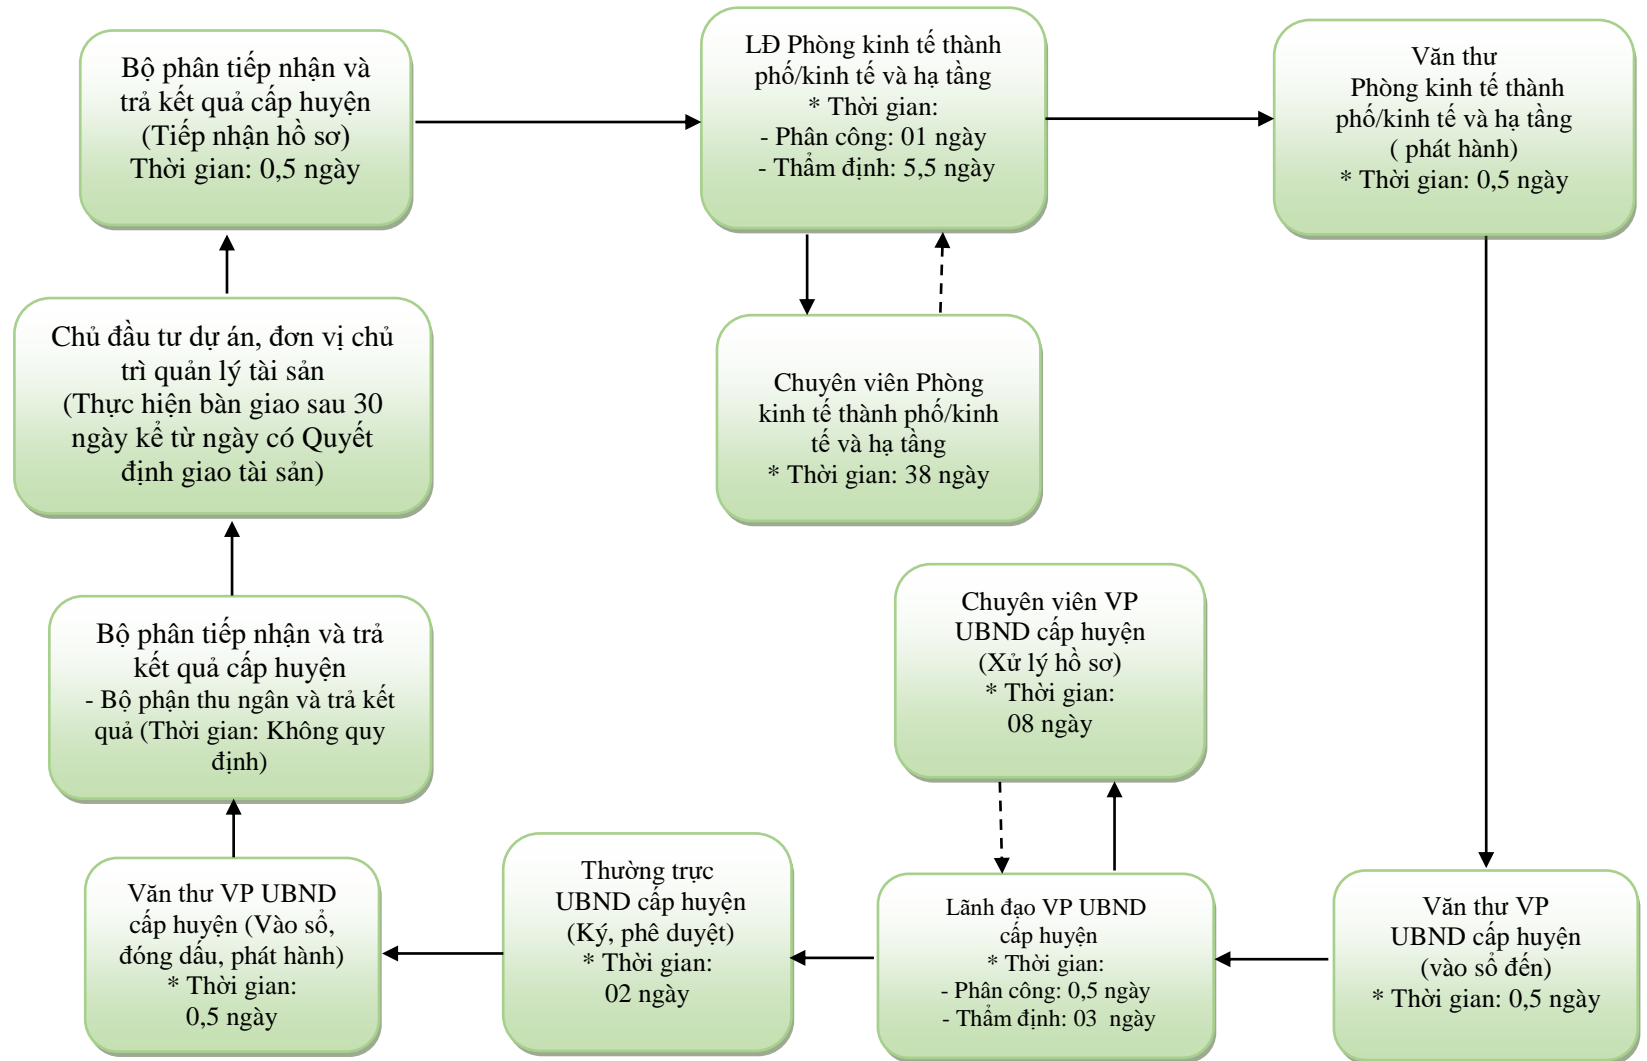 Bộ phân tiếp nhận và
trả kết quả cấp huyện
(Tiếp nhận hồ sơ)
Thời gian: 0,5 ngày
LĐ Phòng kinh tế thành
phố/kinh tế và hạ tầng
* Thời gian:
- Phân công: 01 ngày
- Thẩm định: 5,5 ngày
Văn thư
Phòng kinh tế thành
phố/kinh tế và hạ tầng
( phát hành)
* Thời gian: 0,5 ngày
Chủ đầu tư dự án, đơn vị chủ
trì quản lý tài sản
(Thực hiện bàn giao sau 30
ngày kể từ ngày có Quyết
định giao tài sản)
Chuyên viên Phòng
kinh tế thành phố/kinh
tế và hạ tầng
* Thời gian: 38 ngày
Bộ phân tiếp nhận và trả
kết quả cấp huyện
- Bộ phận thu ngân và trả kết
quả (Thời gian: Không quy
định)
Chuyên viên VP
UBND cấp huyện
(Xử lý hồ sơ)
* Thời gian:
08 ngày
Văn thư VP UBND
cấp huyện (Vào sổ,
đóng dấu, phát hành)
* Thời gian:
0,5 ngày
Thường trực
UBND cấp huyện
(Ký, phê duyệt)
* Thời gian:
02 ngày
Lãnh đạo VP UBND
cấp huyện
* Thời gian:
- Phân công: 0,5 ngày
- Thẩm định: 03 ngày
Văn thư VP
UBND cấp huyện
(vào sổ đến)
* Thời gian: 0,5 ngày